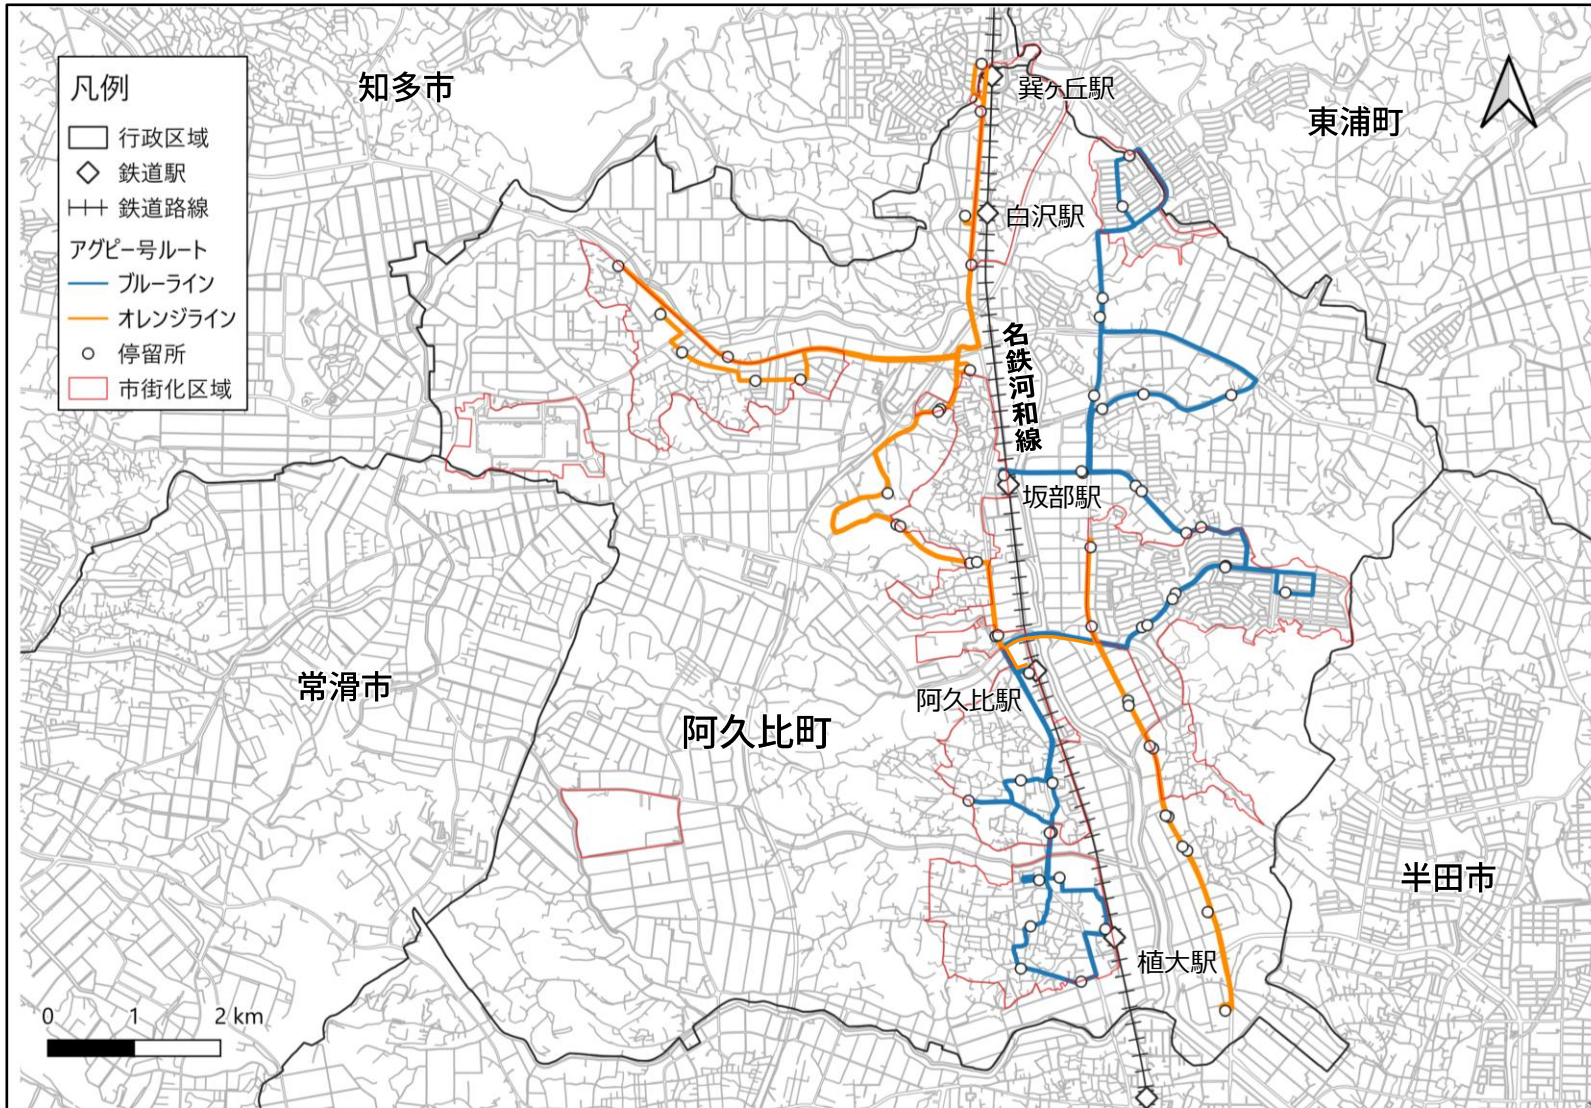 凡例
行政区域
鉄道駅
鉄道路線
アグピー号ルート
ブルーライン
オレンジライン
停留所
市街化区域
知多市
巽ヶ丘駅
東浦町
白沢駅
名鉄河和線
坂部駅
常滑市
阿久比駅
阿久比町
半田市
植大駅
0 1 2 km